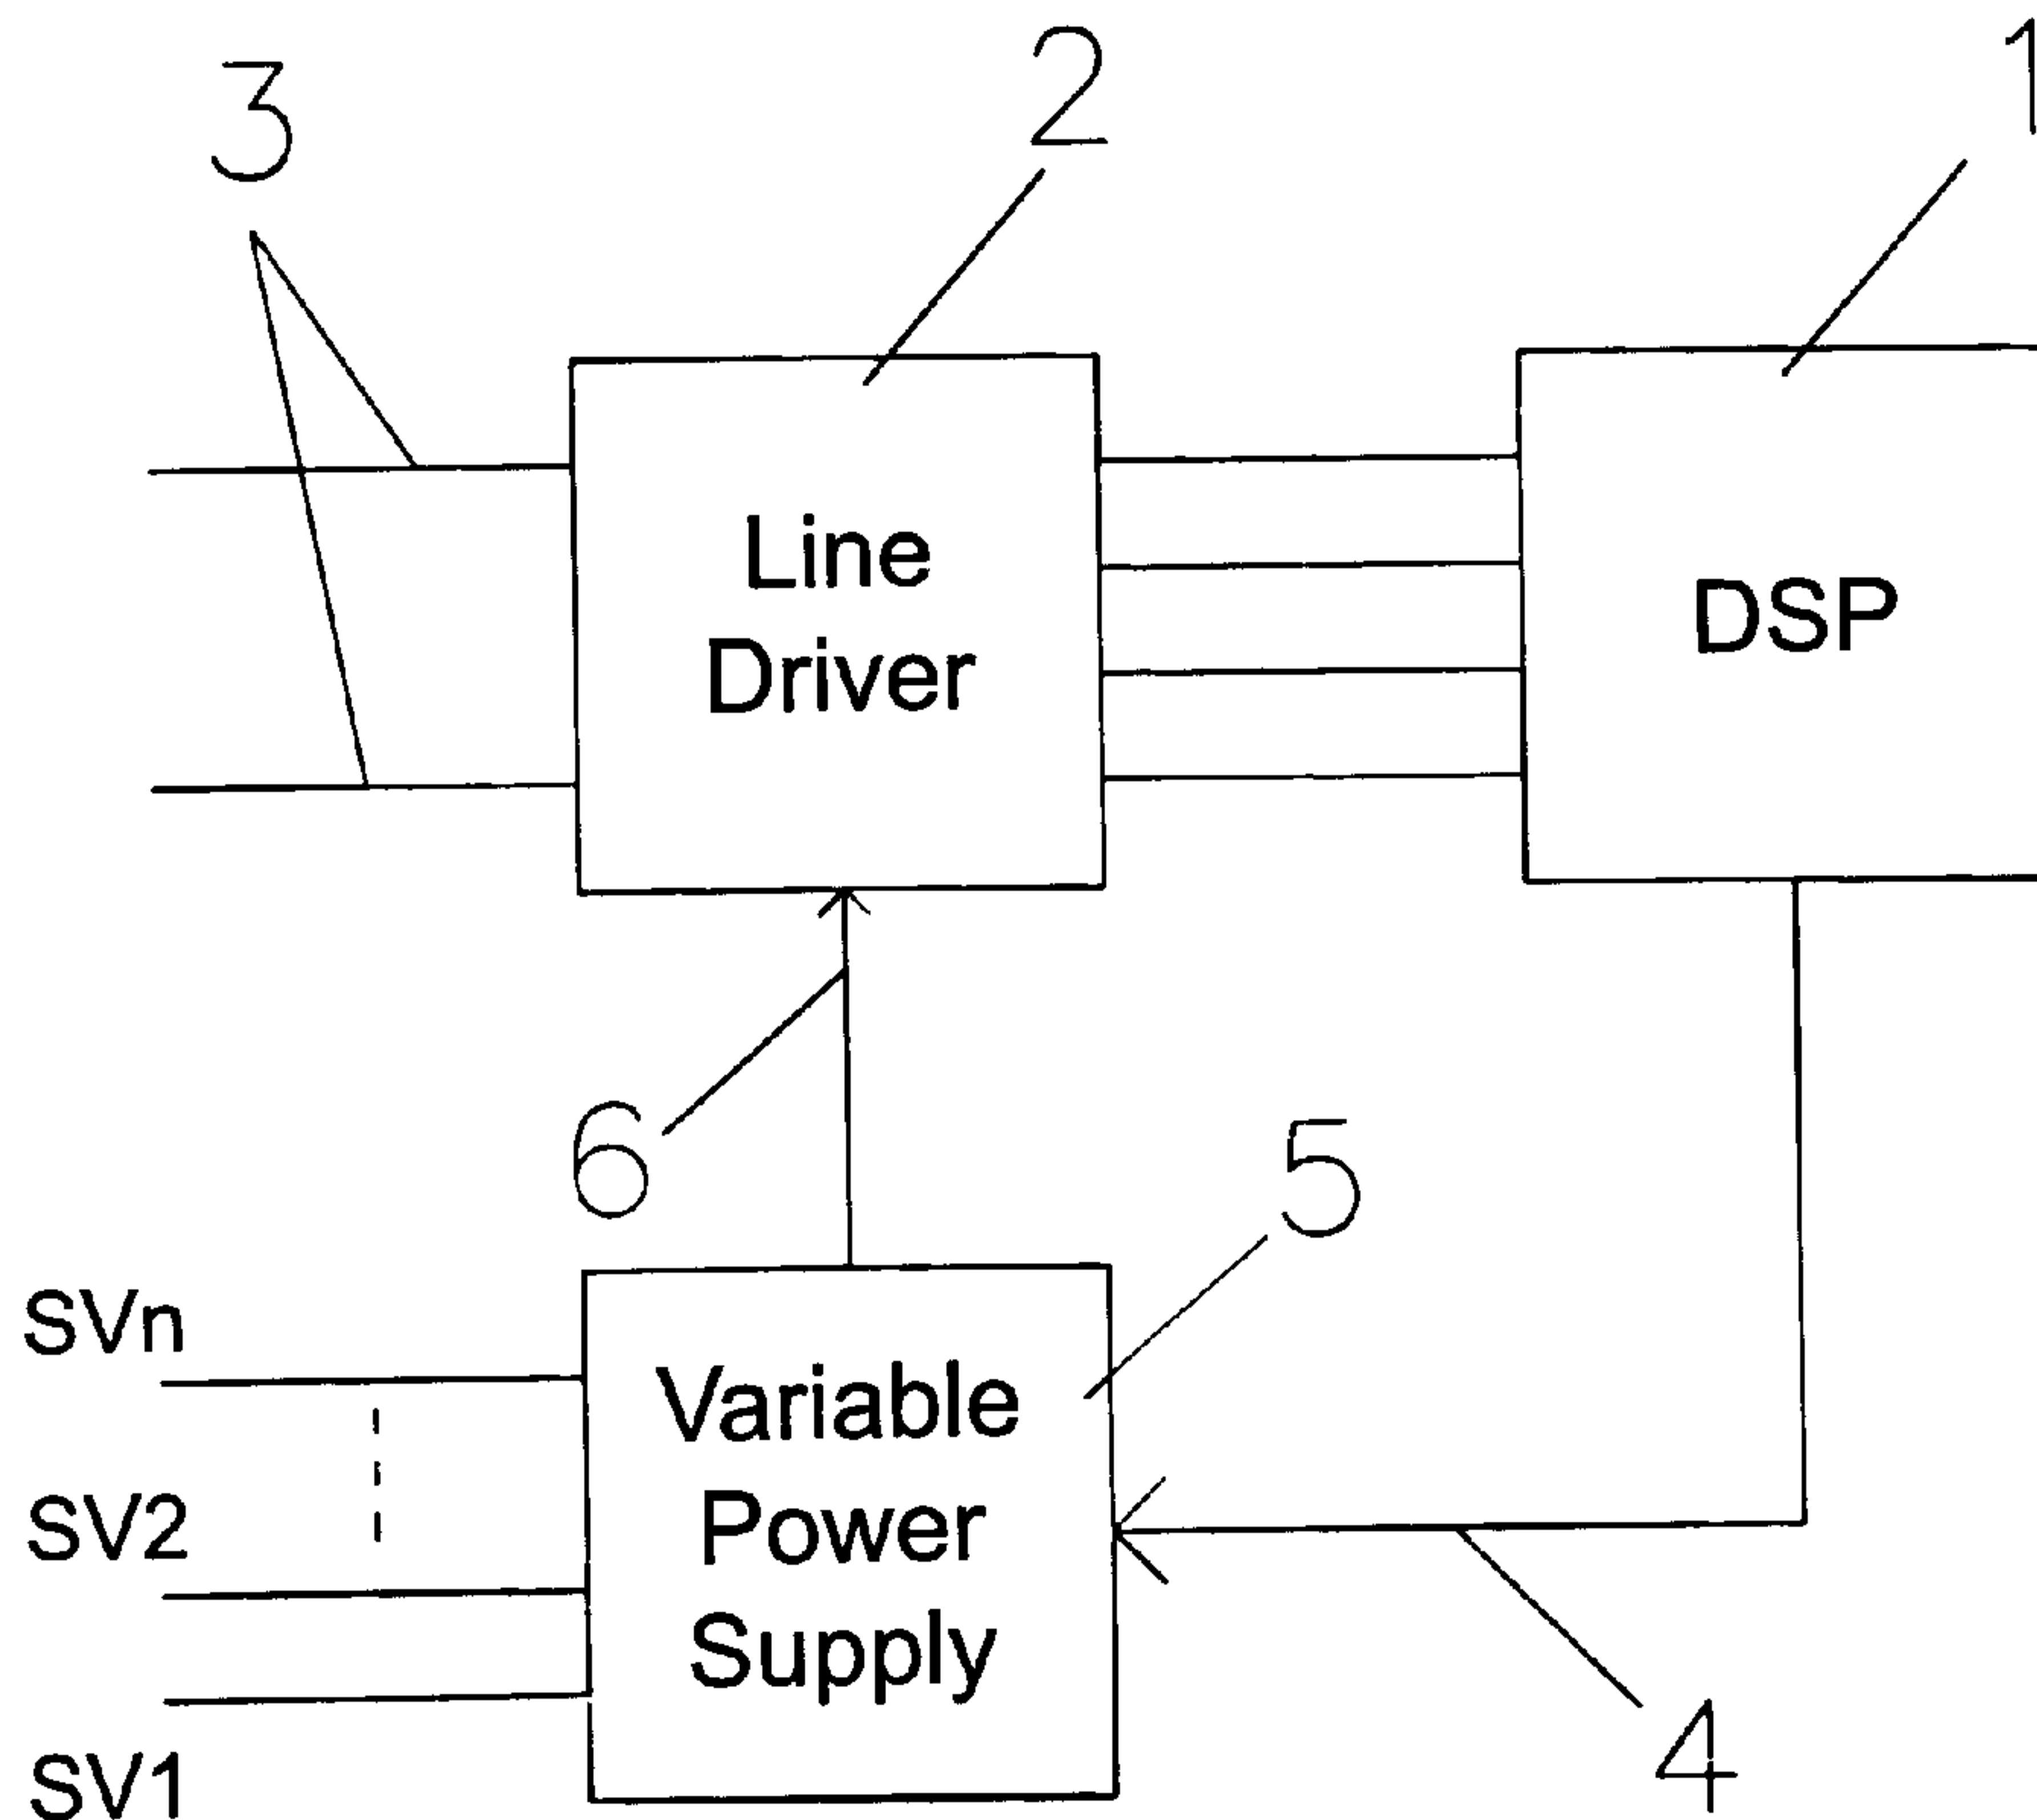 3
2
1
Line
Driver
DSP
6
5
SVn
Variable
SV2
Power
Supply
4
SV1